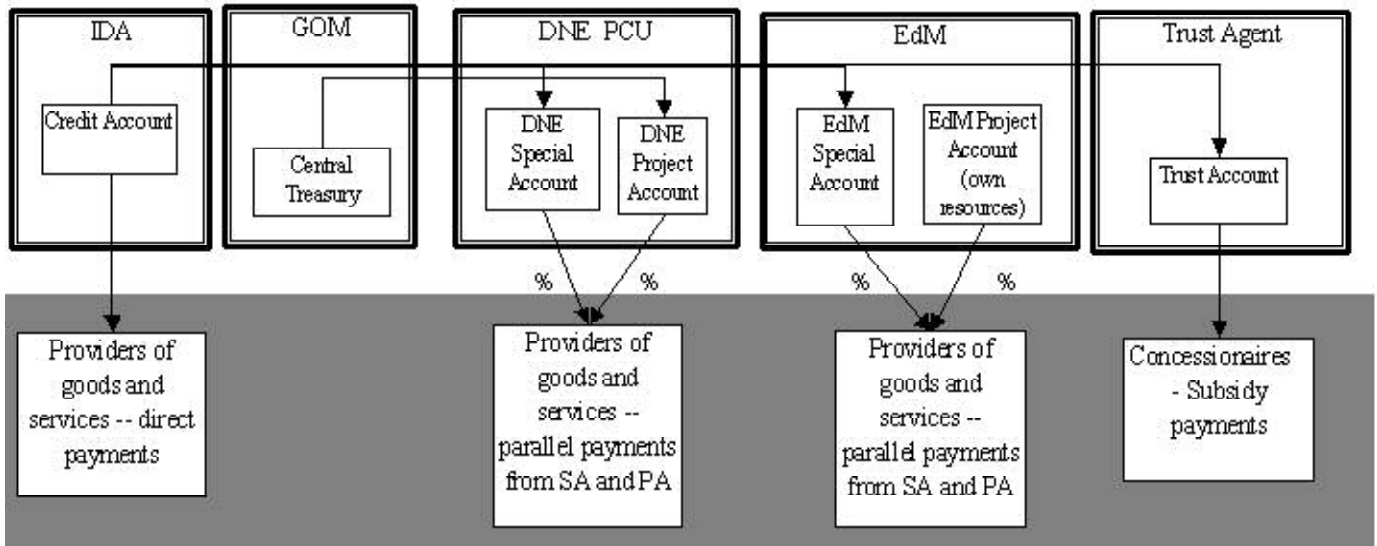 IDA
GOM
DNE PCU
EdM
Trust Agent
Credit Account
Central
Treasury
DNE
Special
Account
DNE
Project
Account
EdM
Special
Account
EdM Project
Account
(own
resources)
Trust Account
%
%
%
%
Providers of
goods and
services -- direct
payments
Providers of
goods and
services --
parallel payments
from SA and PA
Providers of
goods and
services --
parallel payments
from SA and PA
Concessionaires
- Subsidy
payments